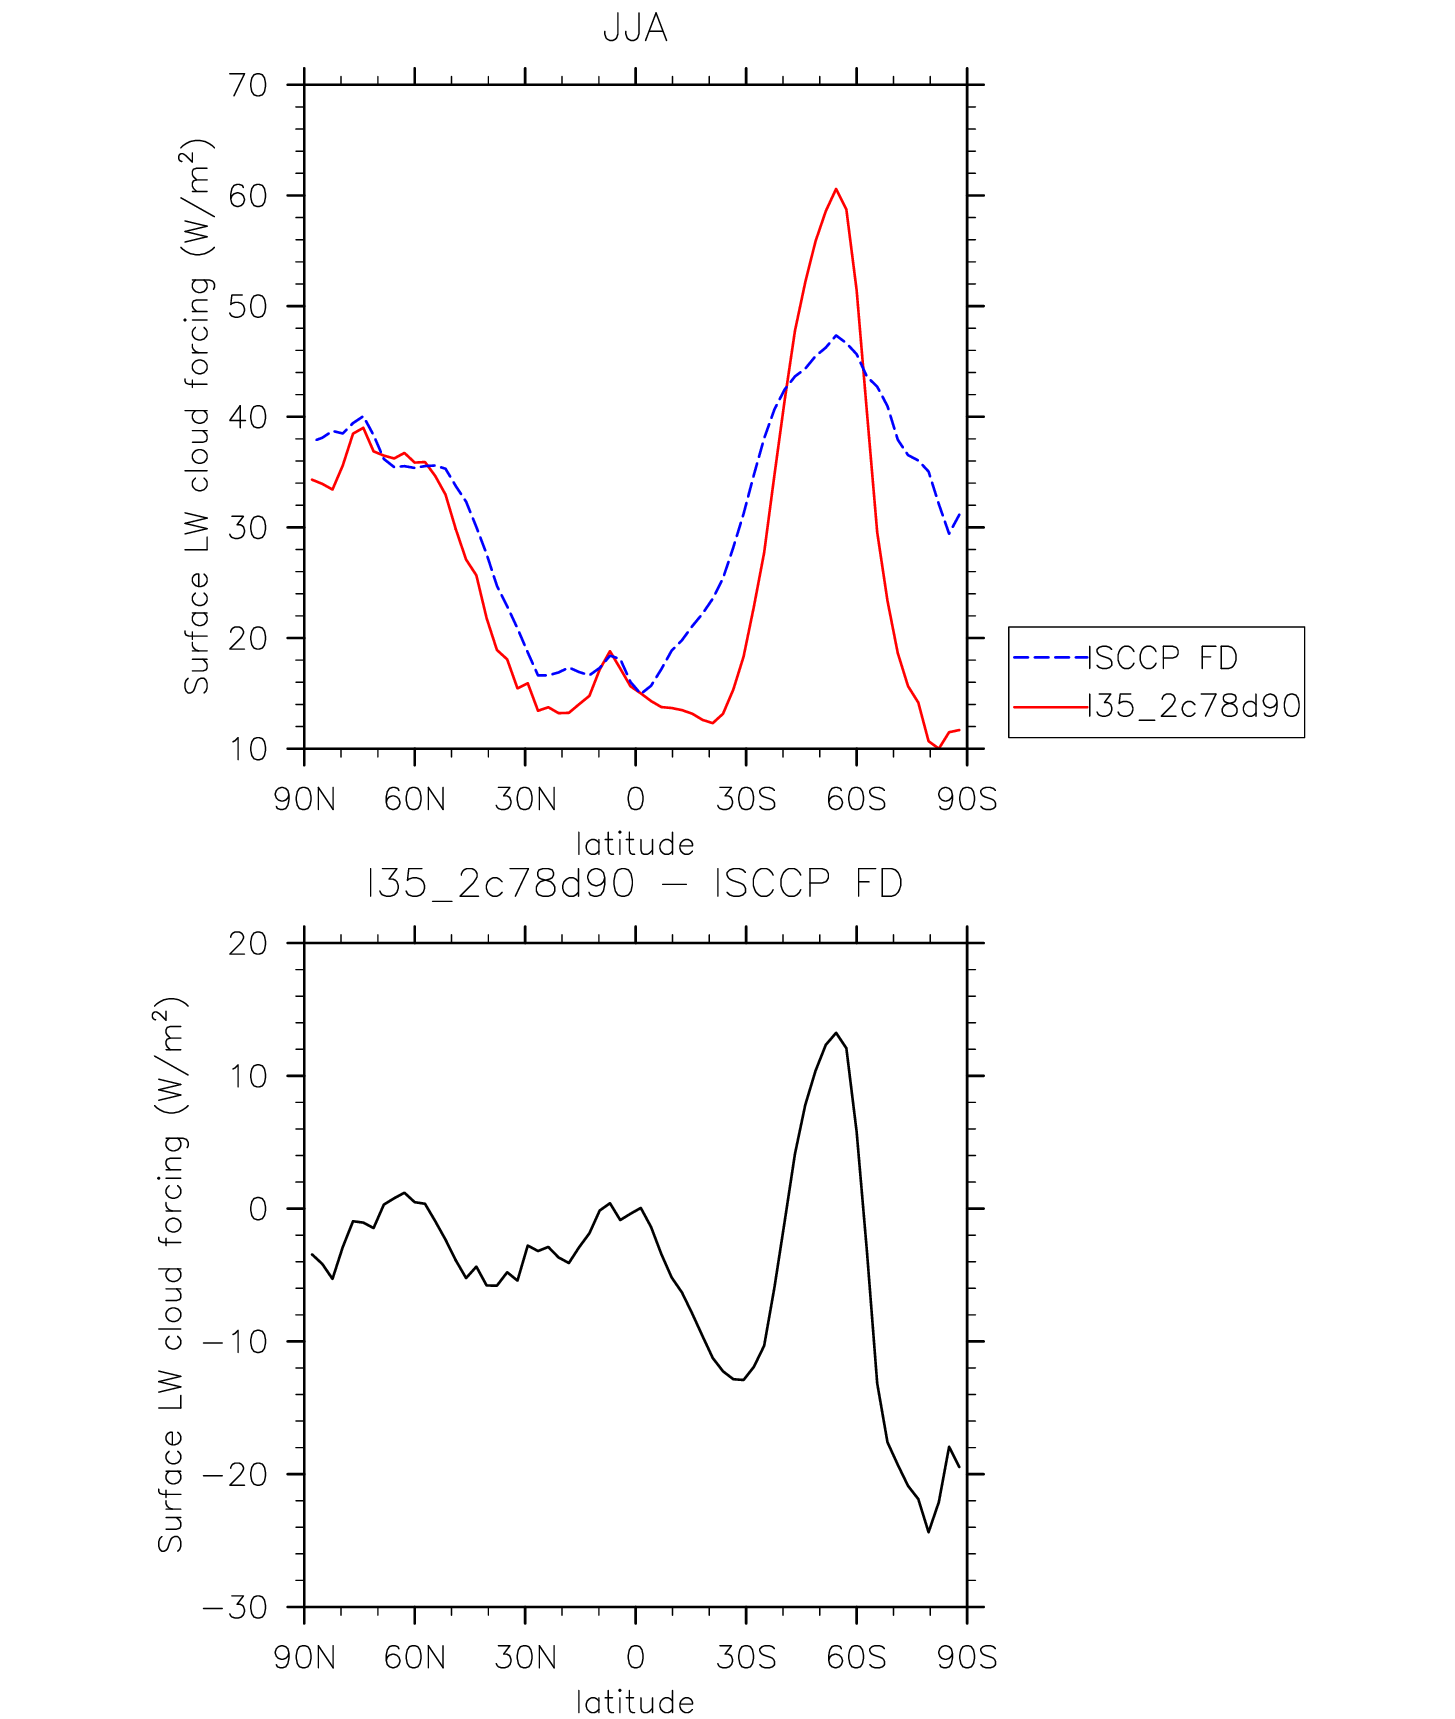 JJA
Surface LW cloud forcing (W/m²)
70
60
50
40
30
20
10
90N 60N 30N 0 30S 60S 90S
latitude
ISCCP FD
I35_2c78d90
I35_2c78d90 − ISCCP FD
Surface LW cloud forcing (W/m²)
20
10
0
−10
−20
−30
90N 60N 30N 0 30S 60S 90S
latitude